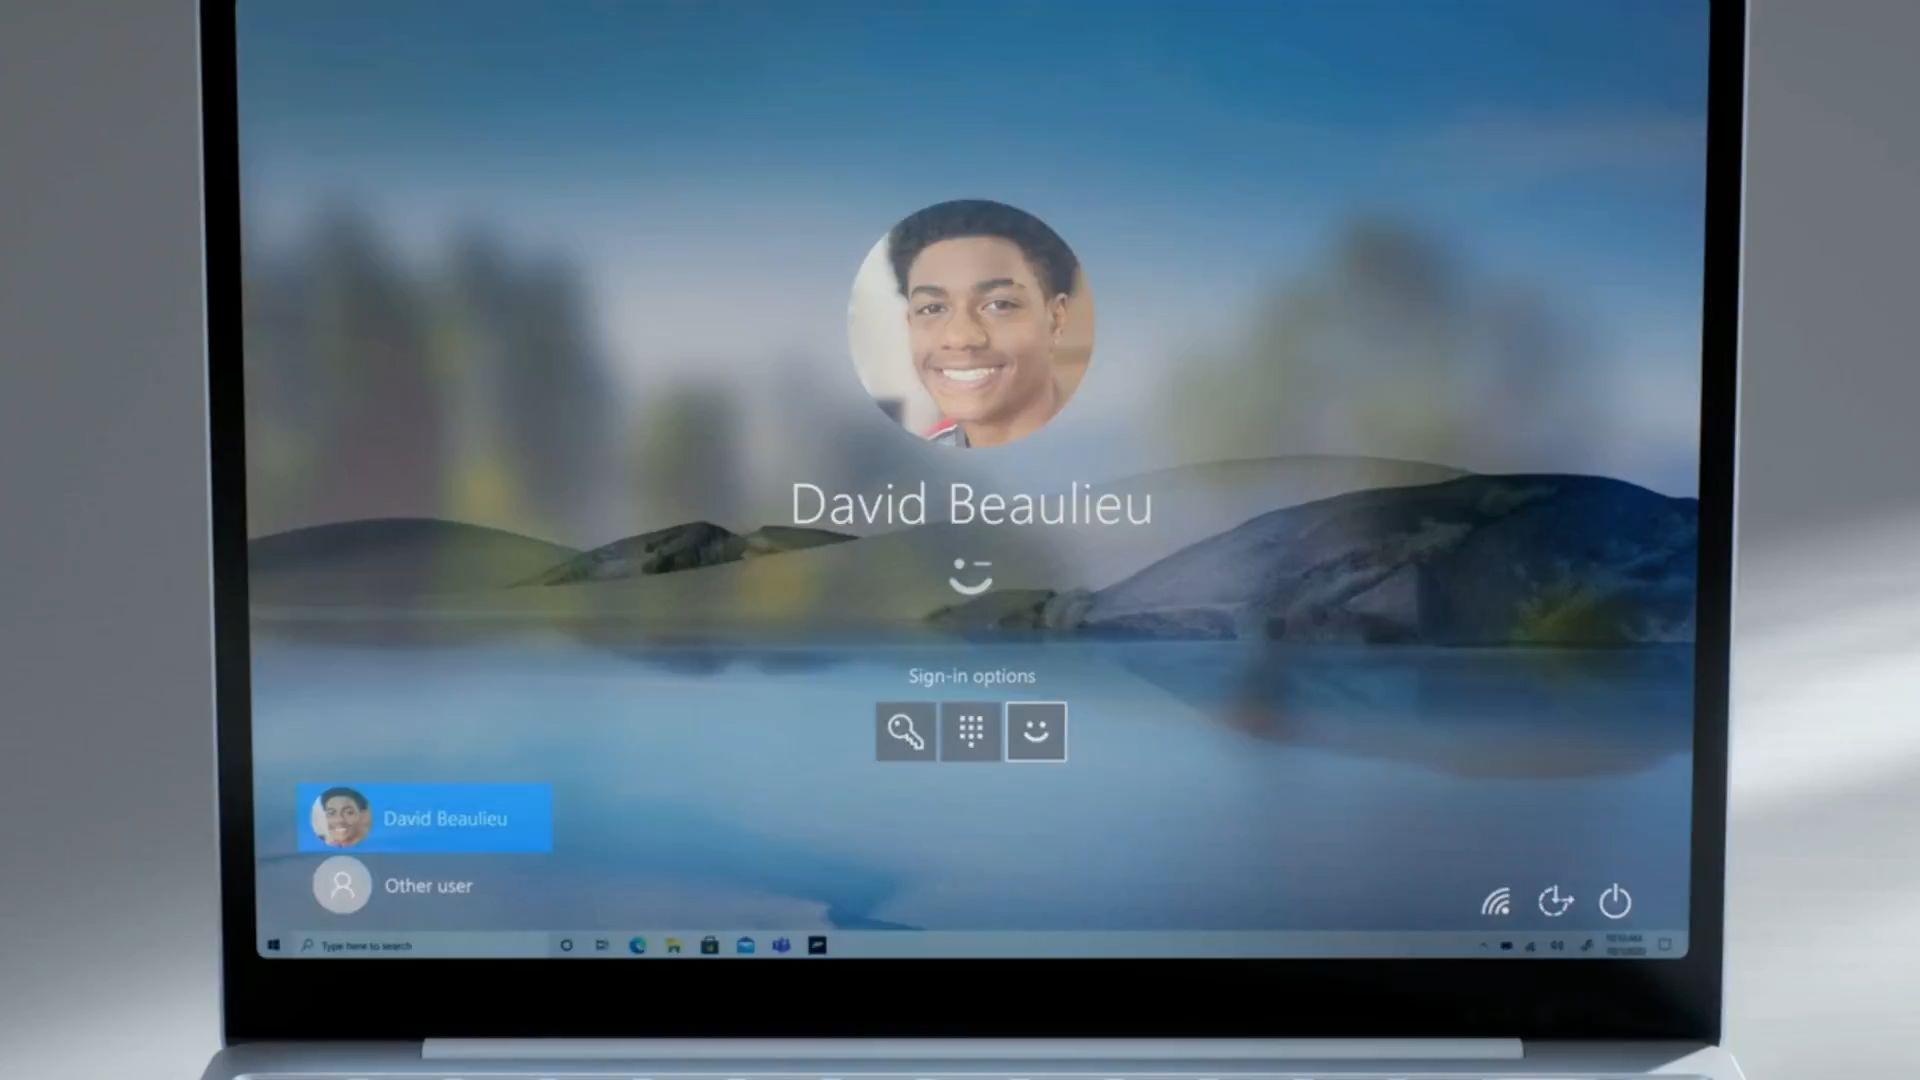 David Beaulieu
Sign-in options
David Beaulieu
Other user
Type here to search